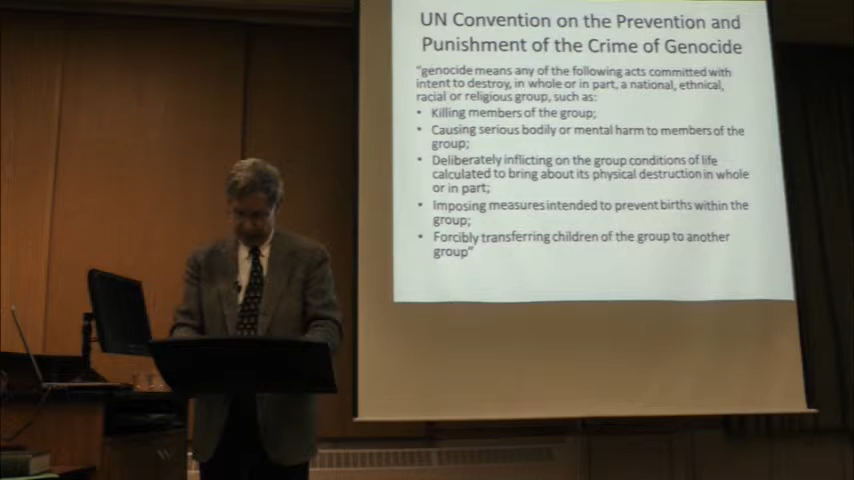 UN Convention on the Prevention and
Punishment of the Crime of Genocide
"genocide means any of the following acts committed with
intent to destroy, in whole or in part, a national, ethnical,
racial or religious group, such as:
• Killing members of the group;
• Causing serious bodily or mental harm to members of the
group;
• Deliberately inflicting on the group conditions of life
calculated to bring about its physical destruction in whole
or in part;
• Imposing measures intended to prevent births within the
group;
• Forcibly transferring children of the group to another
group"